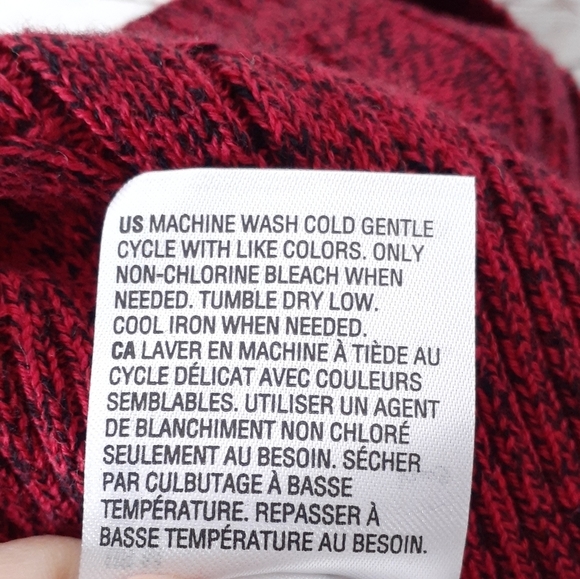 US MACHINE WASH COLD GENTLE
CYCLE WITH LIKE COLORS. ONLY
NON-CHLORINE BLEACH WHEN
NEEDED. TUMBLE DRY LOW.
COOL IRON WHEN NEEDED.
CA LAVER EN MACHINE À TIÈDE AU
CYCLE DÉLICAT AVEC COULEURS
SEMBLABLES. UTILISER UN AGENT
DE BLANCHIMENT NON CHLORÉ
SEULEMENT AU BESOIN. SÉCHER
PAR CULBUTAGE À BASSE
TEMPÉRATURE. REPASSER À
BASSE TEMPÉRATURE AU BESOIN.